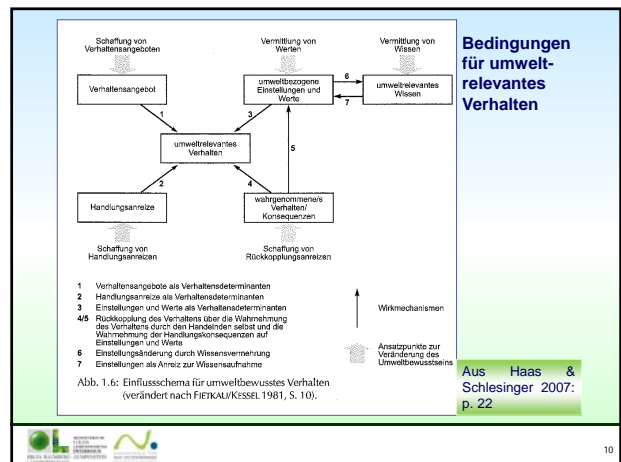 Schaffung von
Verhaltensangeboten
Vermittlung von
Werten
Vermittlung von
Wissen
Bedingungen
für umwelt-
relevantes
Verhalten
Verhaltensangebot
umweltbezogene
Einstellungen und
Werte
6
7
umweltrelevantes
Wissen
1
3
umweltrelevantes
Verhalten
5
2
4
Handlungsanreize
wahrgenommene/s
Verhalten/
Konsequenzen
Schaffung von
Handlungsanreizen
Schaffung von
Rückkopplungsanreizen
1 Verhaltensangebote als Verhaltensdeterminanten
2 Handlungsanreize als Verhaltensdeterminanten
3 Einstellungen und Werte als Verhaltensdeterminanten
4/5 Rückkopplung des Verhaltens über die Wahrnehmung
des Verhaltens durch den Handelnden selbst und die
Wahrnehmung der Handlungskonsequenzen auf
Einstellungen und Werte
6 Einstellungsänderung durch Wissensvermehrung
7 Einstellungen als Anreiz zur Wissensaufnahme
Wirkmechanismen
Ansatzpunkte zur
Veränderung des
Umweltbewusstseins
Abb. 1.6: Einflussschema für umweltbewusstes Verhalten
(verändert nach FIETKAU/KESSEL 1981, S. 10).
Aus Haas &
Schlesinger 2007:
p. 22
10